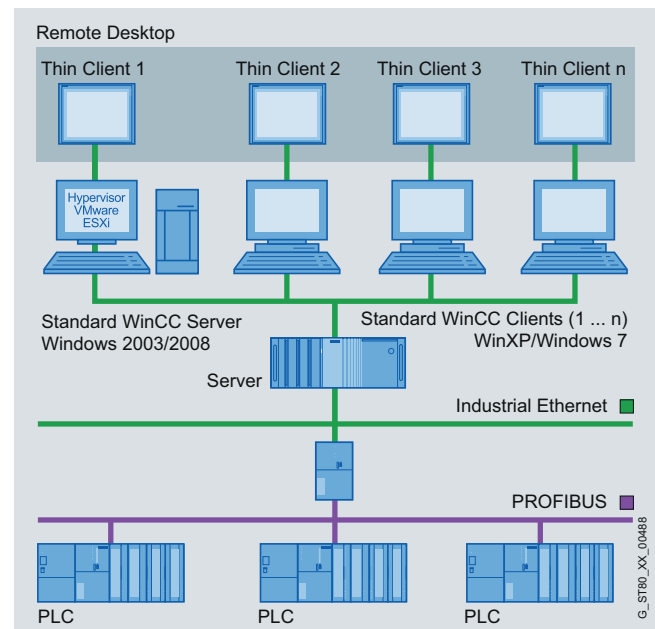 Remote Desktop
Thin Client 1
Thin Client 2
Thin Client 3
Thin Client n
Hypervisor
VMware
ESXi
Standard WinCC Server
Windows 2003/2008
Standard WinCC Clients (1 ... n)
WinXP/Windows 7
Server
Industrial Ethernet
PROFIBUS
PLC
PLC
PLC
G_ST80_XX_00488